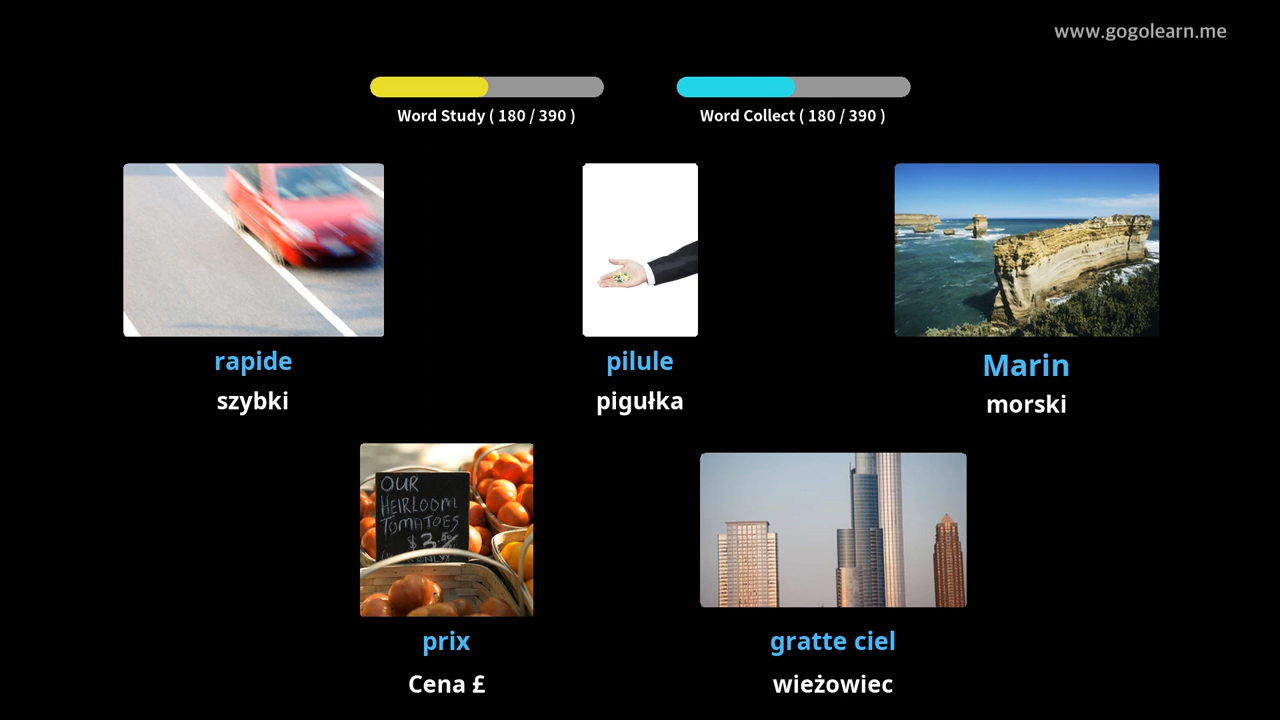 www.gogolearn.me
Word Study ( 180 / 390 )
Word Collect ( 180 / 390 )
rapide
szybki
pilule
pigułka
Marin
morski
OUR
HEIRLOOM
TOMATOES
prix
Cena £
gratte ciel
wieżowiec